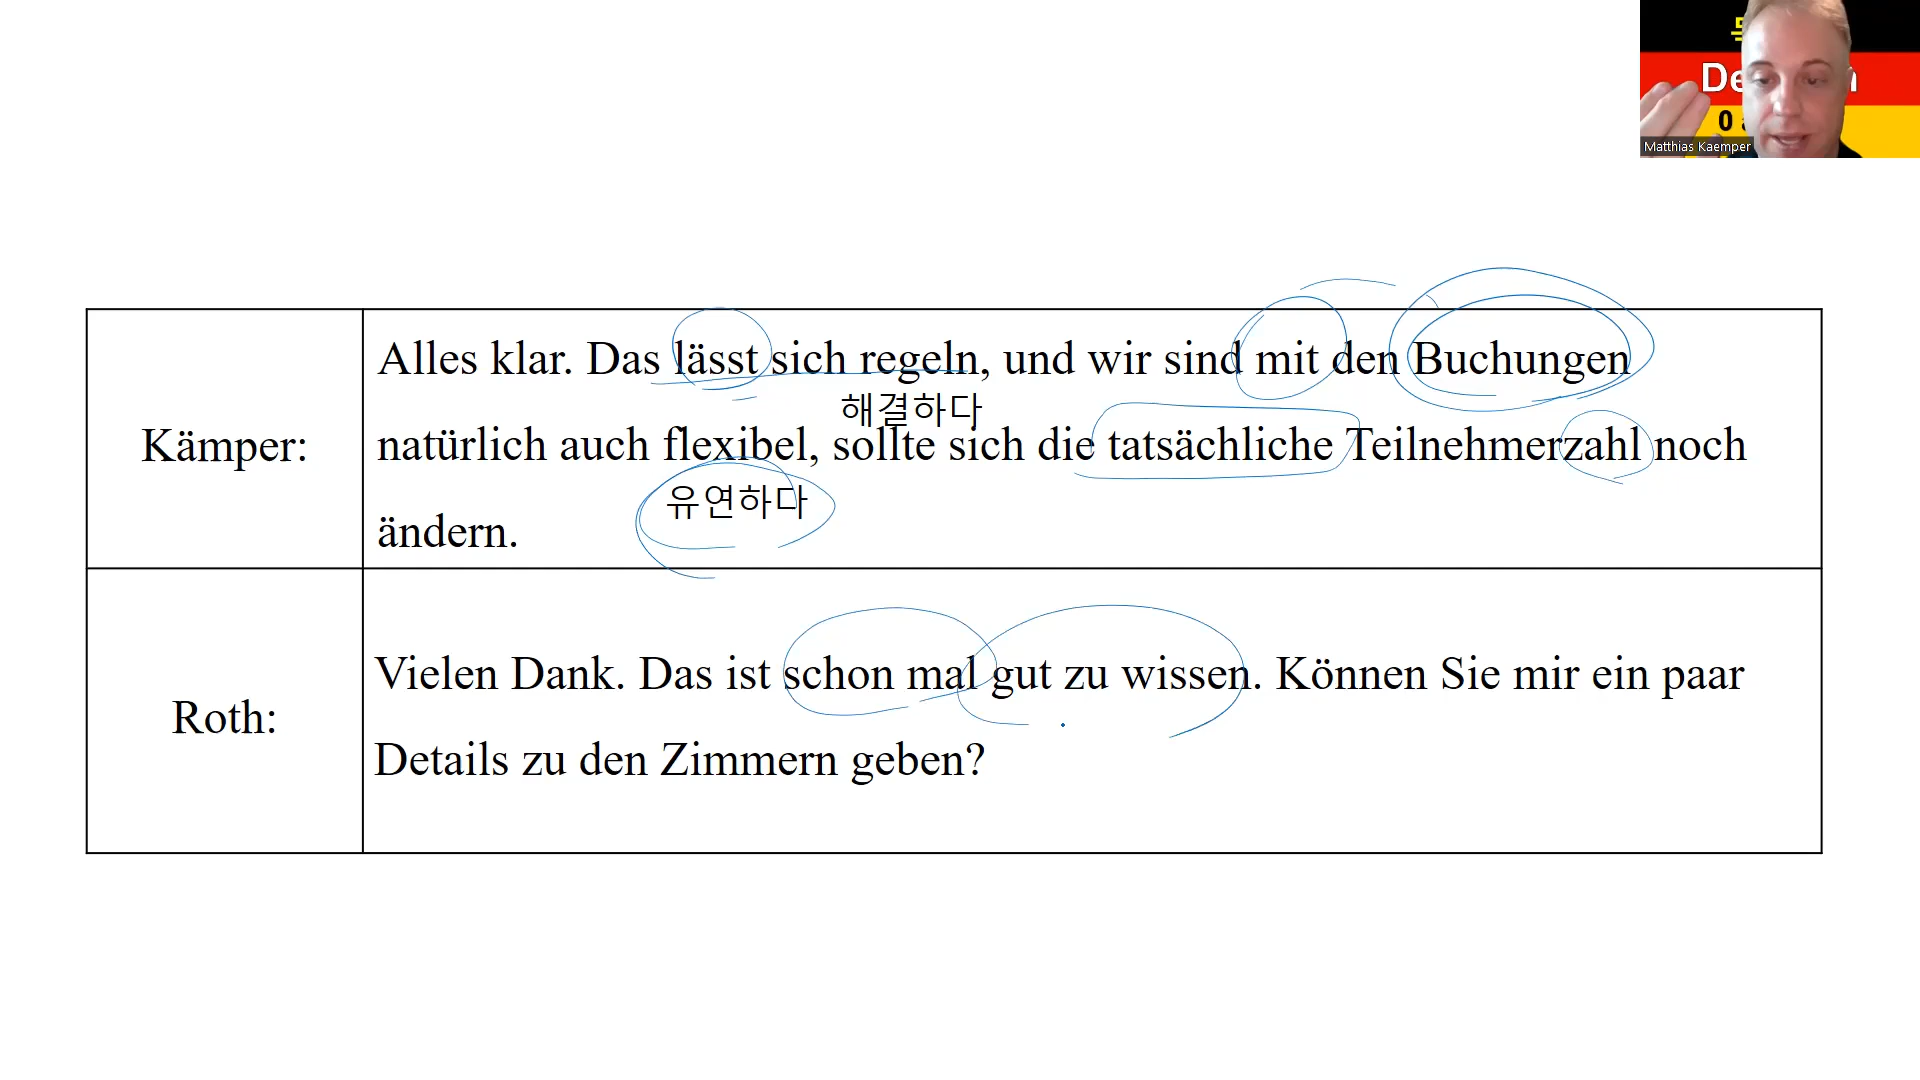 De
0
Matthias Kaemper
Kämper:
Alles klar. Das lässt sich regeln, und wir sind mit den Buchungen
해결하다
natürlich auch flexibel, sollte sich die tatsächliche Teilnehmerzahl noch
유연하다
ändern.
Roth:
Vielen Dank. Das ist schon mal gut zu wissen. Können Sie mir ein paar
Details zu den Zimmern geben?